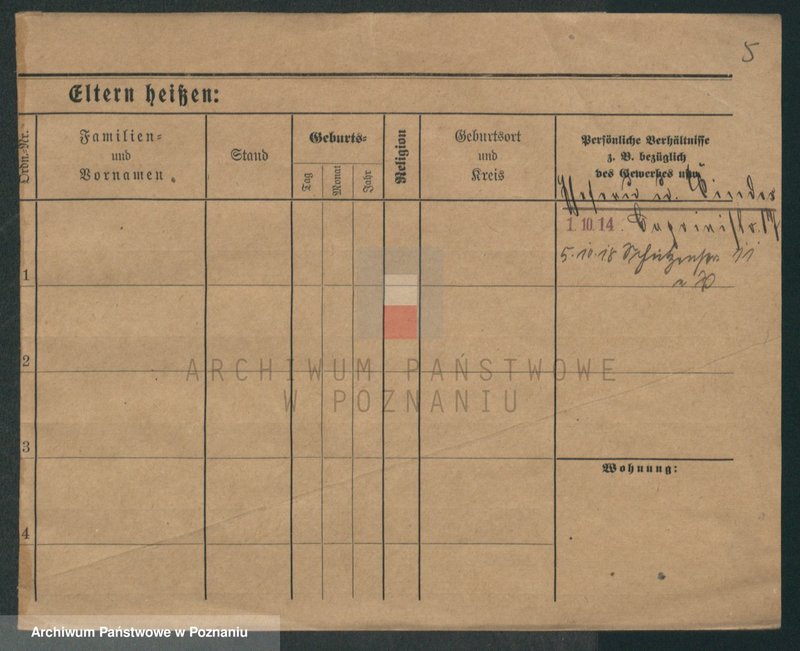 5
Eltern heißen:
Ordn.-Nr.
Familien-
und
Vornamen
Stand
Geburts-
Tag
Monat
Jahr
Religion
Geburtsort
und
Kreis
Persönliche Verhältnisse
z. B. bezüglich
des Gewerbes usw.
u. Kinder
1. 10. 14.
5.10.18 Schützenstr.
1
2
3
4
Wohnung:
ARCHIWUM PAŃSTWOWE
W POZNANIU
Archiwum Państwowe w Poznaniu